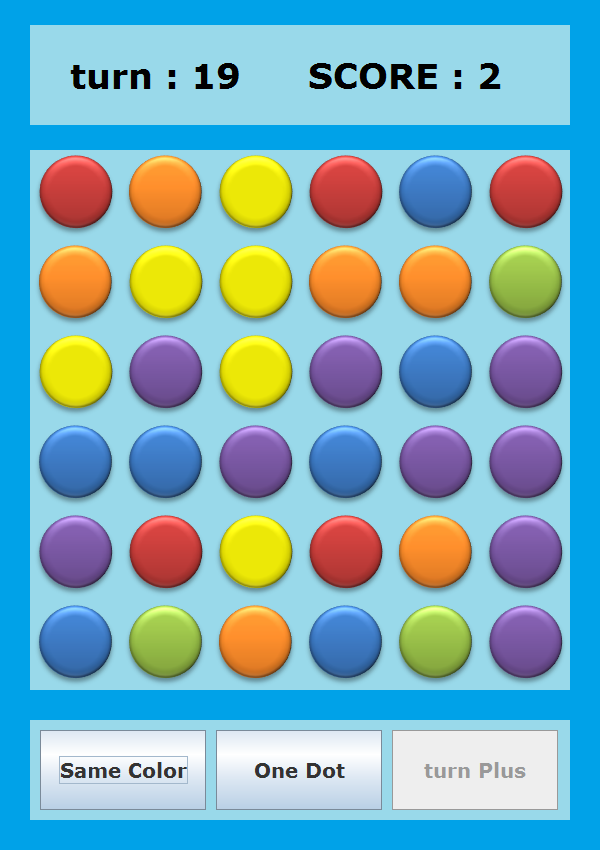 turn : 19 SCORE : 2
Same Color One Dot turn Plus